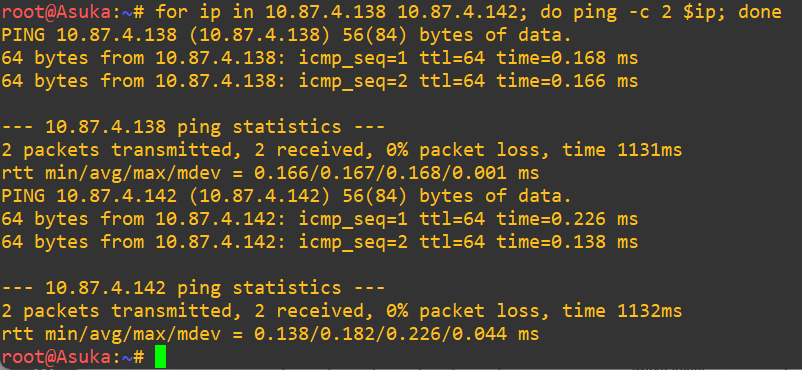 root@Asuka:~# for ip in 10.87.4.138 10.87.4.142; do ping -c 2 $ip; done
PING 10.87.4.138 (10.87.4.138) 56(84) bytes of data.
64 bytes from 10.87.4.138: icmp_seq=1 ttl=64 time=0.168 ms
64 bytes from 10.87.4.138: icmp_seq=2 ttl=64 time=0.166 ms
--- 10.87.4.138 ping statistics ---
2 packets transmitted, 2 received, 0% packet loss, time 1131ms
rtt min/avg/max/mdev = 0.166/0.167/0.168/0.001 ms
PING 10.87.4.142 (10.87.4.142) 56(84) bytes of data.
64 bytes from 10.87.4.142: icmp_seq=1 ttl=64 time=0.226 ms
64 bytes from 10.87.4.142: icmp_seq=2 ttl=64 time=0.138 ms
--- 10.87.4.142 ping statistics ---
2 packets transmitted, 2 received, 0% packet loss, time 1132ms
rtt min/avg/max/mdev = 0.138/0.182/0.226/0.044 ms
root@Asuka:~#